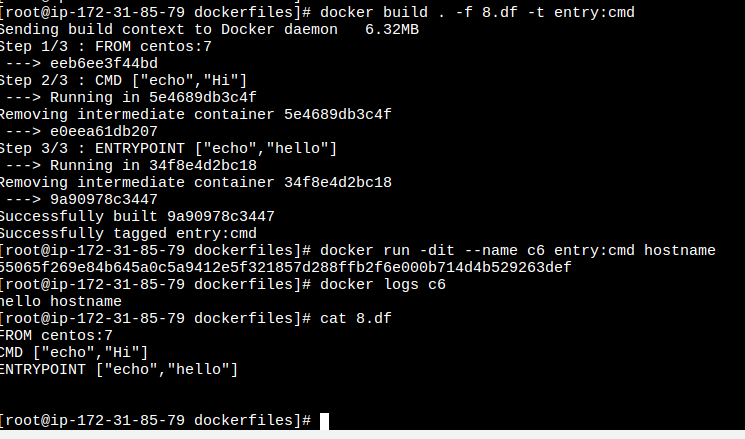 [root@ip-172-31-85-79 dockerfiles]# docker build . -f 8.df -t entry:cmd
Sending build context to Docker daemon   6.32MB
Step 1/3 : FROM centos:7
 ---> eeb6ee3f44bd
Step 2/3 : CMD ["echo","Hi"]
 ---> Running in 5e4689db3c4f
Removing intermediate container 5e4689db3c4f
 ---> e0eea61db207
Step 3/3 : ENTRYPOINT ["echo","hello"]
 ---> Running in 34f8e4d2bc18
Removing intermediate container 34f8e4d2bc18
 ---> 9a90978c3447
Successfully built 9a90978c3447
Successfully tagged entry:cmd
[root@ip-172-31-85-79 dockerfiles]# docker run -dit --name c6 entry:cmd hostname
55065f269e84b645a0c5a9412e5f321857d288ffb2f6e000b714d4b529263def
[root@ip-172-31-85-79 dockerfiles]# docker logs c6
hello hostname
[root@ip-172-31-85-79 dockerfiles]# cat 8.df
FROM centos:7
CMD ["echo","Hi"]
ENTRYPOINT ["echo","hello"]
[root@ip-172-31-85-79 dockerfiles]#